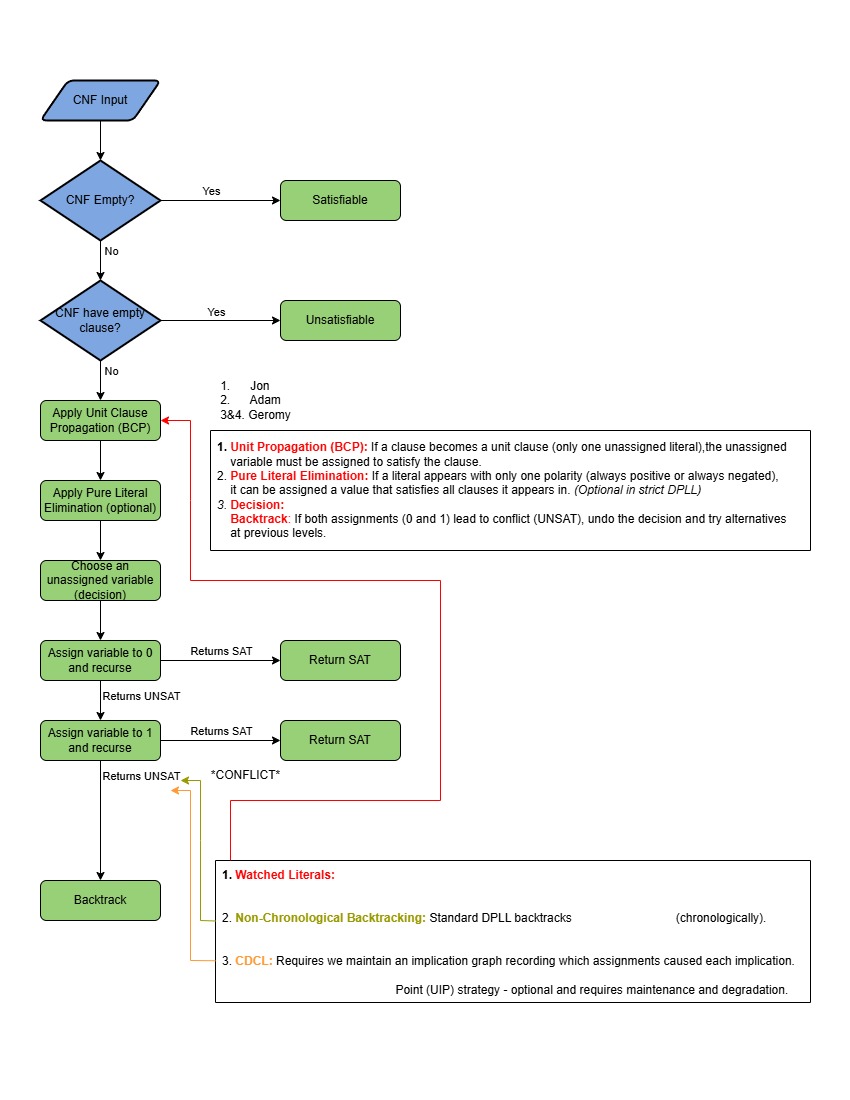 CNF Input
CNF Empty?
Yes
Satisfiable
No
CNF have empty
clause?
Yes
Unsatisfiable
No
1. Jon
2. Adam
3&4. Geromy
Apply Unit Clause
Propagation (BCP)
1. Unit Propagation (BCP): If a clause becomes a unit clause (only one unassigned literal),the unassigned
variable must be assigned to satisfy the clause.
2. Pure Literal Elimination: If a literal appears with only one polarity (always positive or always negated),
it can be assigned a value that satisfies all clauses it appears in. (Optional in strict DPLL)
3. Decision:
Backtrack: If both assignments (0 and 1) lead to conflict (UNSAT), undo the decision and try alternatives
at previous levels.
Apply Pure Literal
Elimination (optional)
Choose an
unassigned variable
(decision)
Assign variable to 0
and recurse
Returns SAT
Return SAT
Returns UNSAT
Assign variable to 1
and recurse
Returns SAT
Return SAT
Returns UNSAT
*CONFLICT*
Backtrack
1. Watched Literals:
2. Non-Chronological Backtracking: Standard DPLL backtracks (chronologically).
3. CDCL: Requires we maintain an implication graph recording which assignments caused each implication.
Point (UIP) strategy - optional and requires maintenance and degradation.